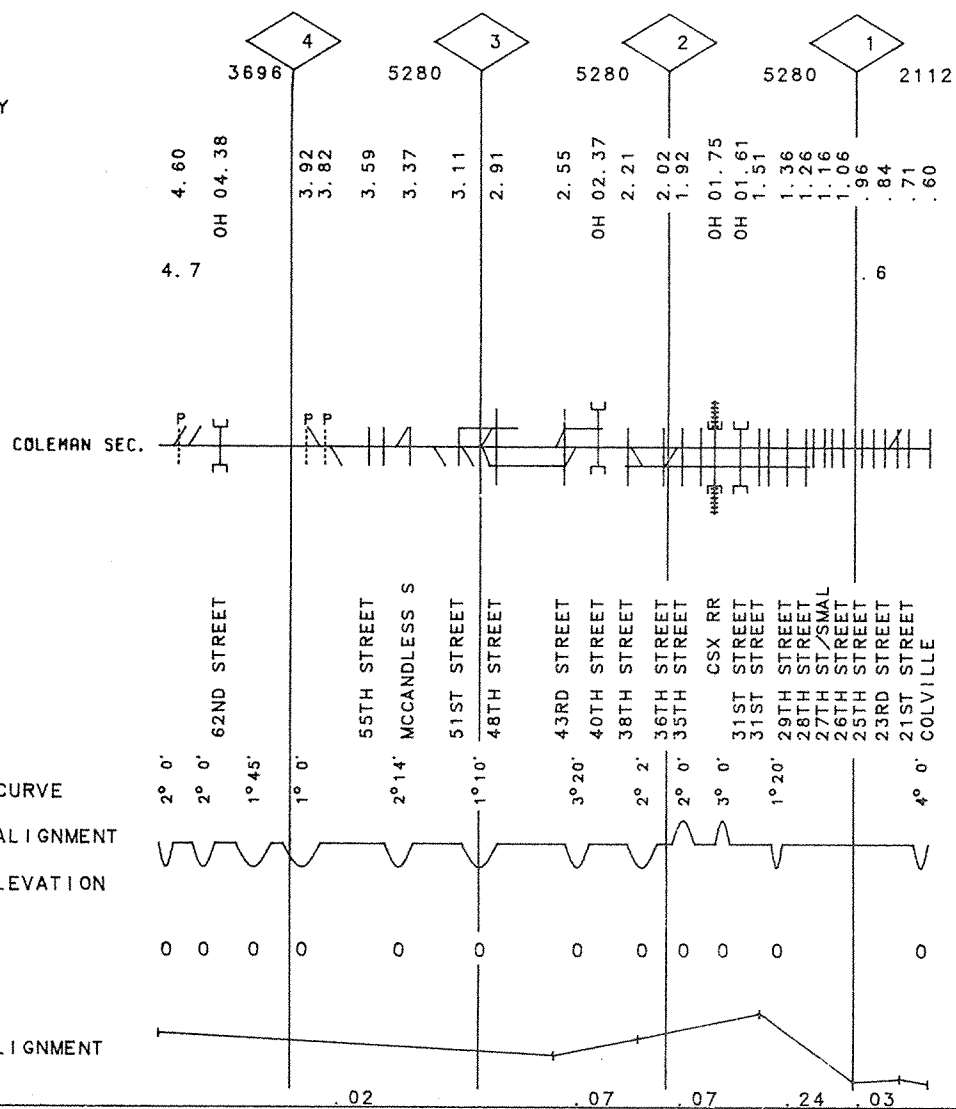 4 3 2 1
3696 5280 5280 5280 2112
Y
4.60
OH 04.38
3.92
3.82
3.59
3.37
3.11
2.91
2.55
OH 02.37
2.21
2.02
1.92
OH 01.75
OH 01.61
1.51
1.36
1.26
1.16
1.06
.96
.84
.71
.60
4.7 .6
P P P
COLEMAN SEC.
62ND STREET
55TH STREET
MCCANDLESS S
51ST STREET
48TH STREET
43RD STREET
40TH STREET
38TH STREET
36TH STREET
35TH STREET
CSX RR
31ST STREET
31ST STREET
29TH STREET
28TH STREET
27TH ST/SMAL
26TH STREET
25TH STREET
23RD STREET
21ST STREET
COLVILLE
CURVE 2° 0' 2° 0' 1° 45' 1° 0' 2° 14' 1° 10' 3° 20' 2° 2' 2° 0' 3° 0' 1° 20' 4° 0'
ALIGNMENT
LEVATION
0 0 0 0 0 0 0 0 0 0 0 0
LIGNMENT
.02 .07 .07 .24 .03